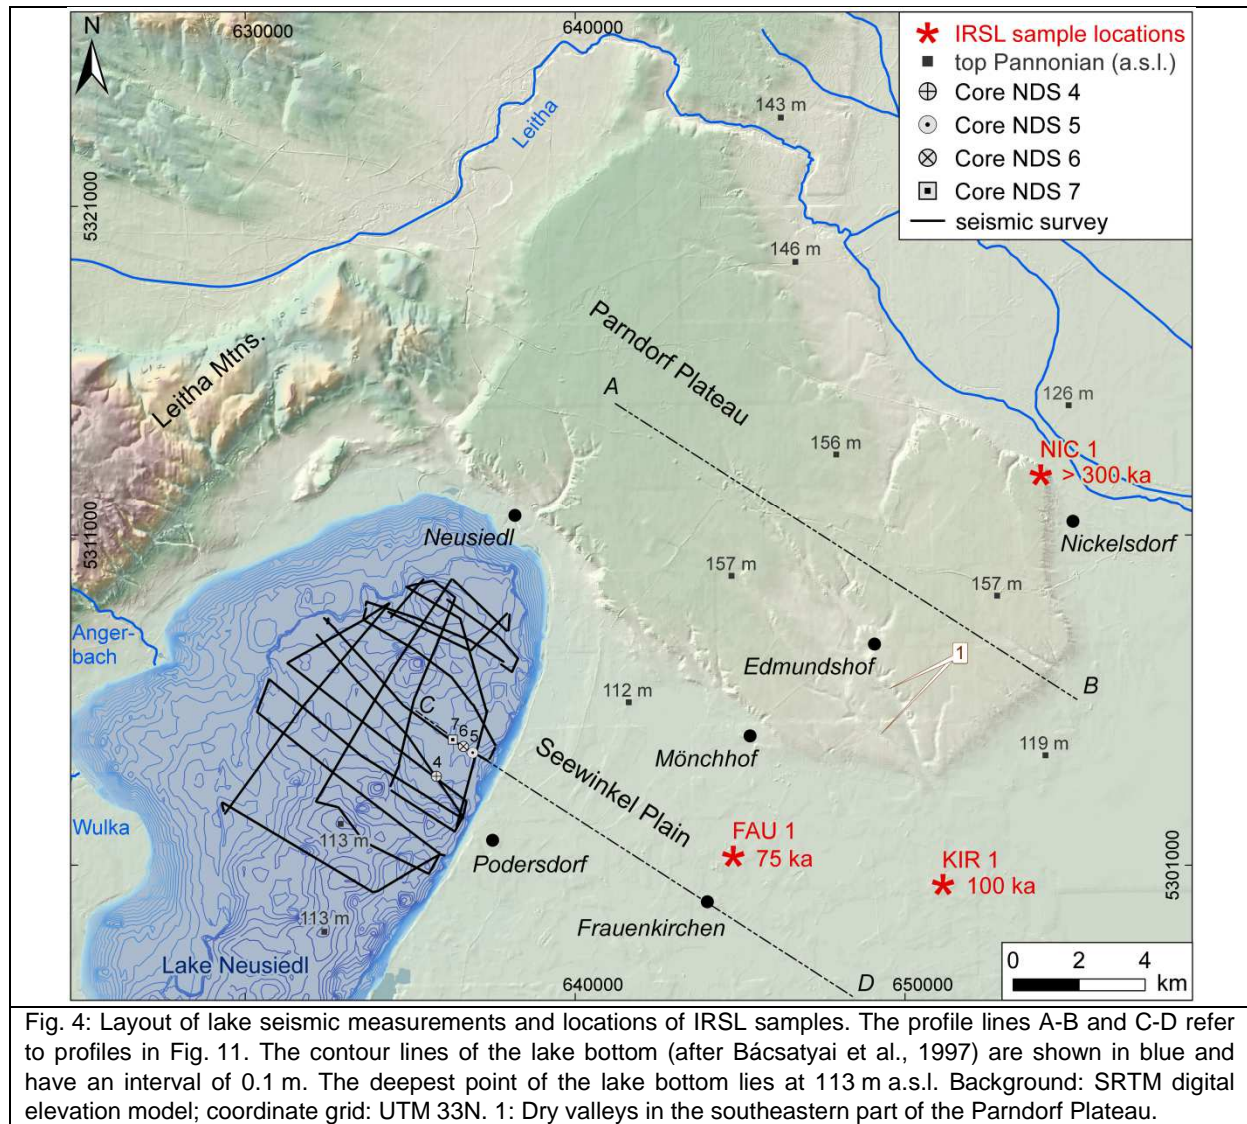 N
630000
640000
IRSL sample locations
top Pannonian (a.s.l.)
Core NDS 4
Core NDS 5
Core NDS 6
Core NDS 7
seismic survey
143 m
Leitha
5321000
146 m
Parndorf Plateau
Leitha Mtns.
A
126 m
156 m
NIC 1
> 300 ka
5311000
Neusiedl
Nickelsdorf
157 m
157 m
Anger-
bach
Edmundshof
1
B
112 m
C
7
6
5
4
Mönchhof
119 m
Seewinkel Plain
Wulka
113 m
Podersdorf
FAU 1
75 ka
KIR 1
100 ka
5301000
Frauenkirchen
113 m
Lake Neusiedl
D
640000
650000
0 2 4
km
Fig. 4: Layout of lake seismic measurements and locations of IRSL samples. The profile lines A-B and C-D refer
to profiles in Fig. 11. The contour lines of the lake bottom (after Bácsatyai et al., 1997) are shown in blue and
have an interval of 0.1 m. The deepest point of the lake bottom lies at 113 m a.s.l. Background: SRTM digital
elevation model; coordinate grid: UTM 33N. 1: Dry valleys in the southeastern part of the Parndorf Plateau.